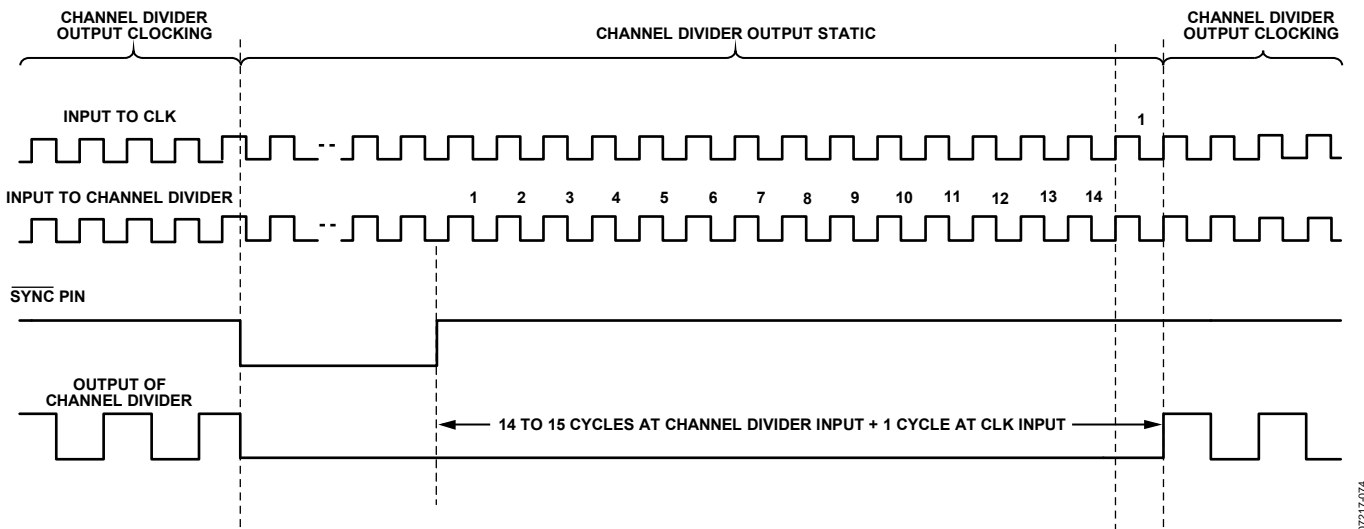 CHANNEL DIVIDER
OUTPUT CLOCKING
CHANNEL DIVIDER OUTPUT STATIC
CHANNEL DIVIDER
OUTPUT CLOCKING
INPUT TO CLK
1
INPUT TO CHANNEL DIVIDER
1 2 3 4 5 6 7 8 9 10 11 12 13 14
SYNC PIN
OUTPUT OF
CHANNEL DIVIDER
14 TO 15 CYCLES AT CHANNEL DIVIDER INPUT + 1 CYCLE AT CLK INPUT
07217-074